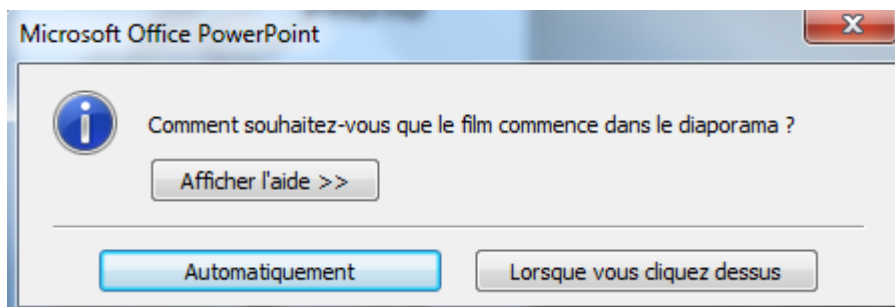 Microsoft Office PowerPoint
Comment souhaitez-vous que le film commence dans le diaporama ?
Afficher l'aide >>
Automatiquement
Lorsque vous cliquez dessus